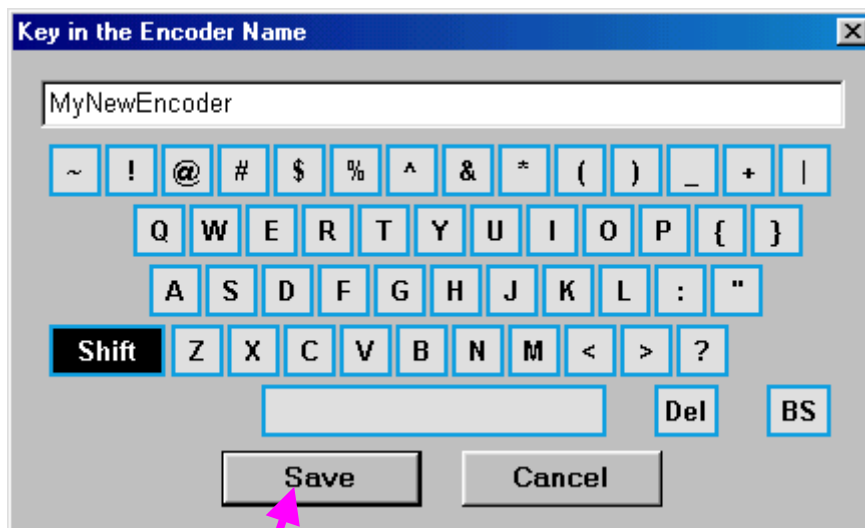 Key in the Encoder Name
MyNewEncoder
~ ! @ # $ % ^ & * ( ) _ + |
Q W E R T Y U I O P { }
A S D F G H J K L : "
Shift Z X C V B N M < > ?
Del BS
Save Cancel